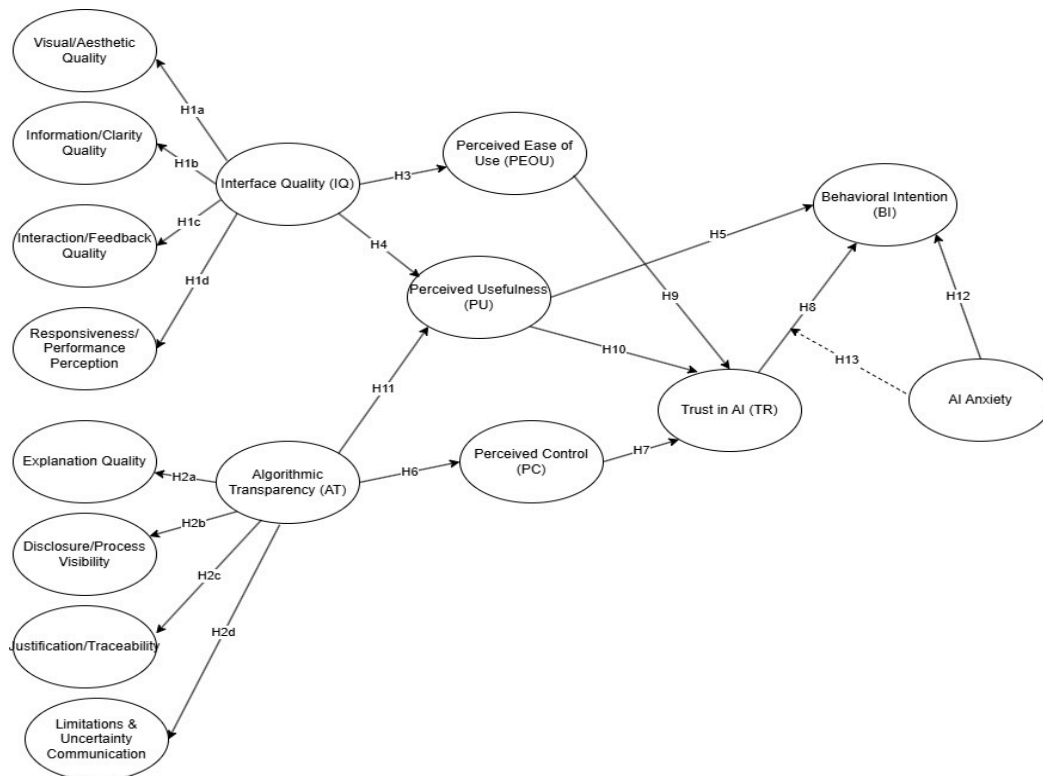 Visual/Aesthetic
Quality
H1a
Information/Clarity
Quality
H1b
Interface Quality (IQ)
H3
Perceived Ease of
Use (PEOU)
Behavioral Intention
(BI)
Interaction/Feedback
Quality
H1c
H1d
H4
H5
Perceived Usefulness
(PU)
H9
H8
H12
Responsiveness/
Performance
Perception
H10
H13
H11
Trust in AI (TR)
AI Anxiety
Explanation Quality
H2a
Algorithmic
Transparency (AT)
H6
Perceived Control
(PC)
H7
Disclosure/Process
Visibility
H2b
H2c
Justification/Traceability
H2d
Limitations &
Uncertainty
Communication